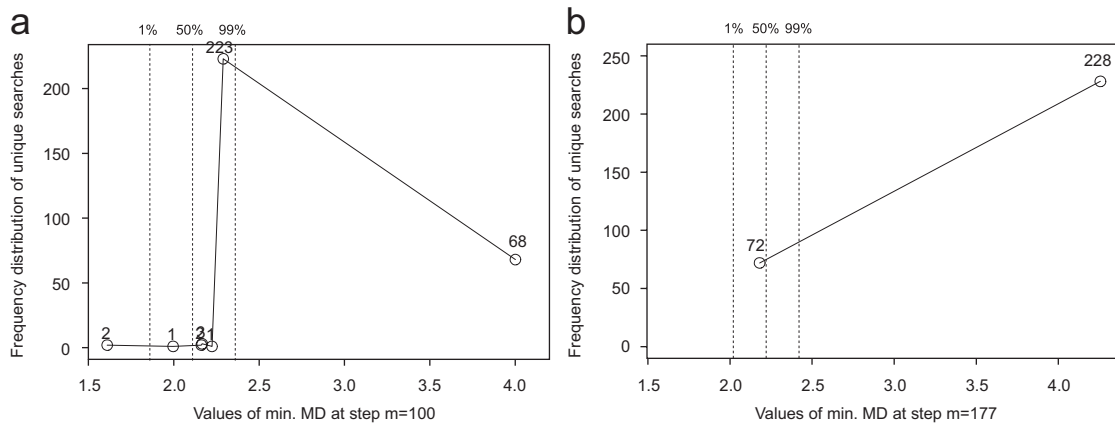 a
1% 50% 99%
223
200
150
100
50
0
2 1 2 3 1
68
1.5 2.0 2.5 3.0 3.5 4.0
Values of min. MD at step m=100
Frequency distribution of unique searches
b
1% 50% 99%
250
200
150
100
50
0
72
228
1.5 2.0 2.5 3.0 3.5 4.0
Values of min. MD at step m=177
Frequency distribution of unique searches